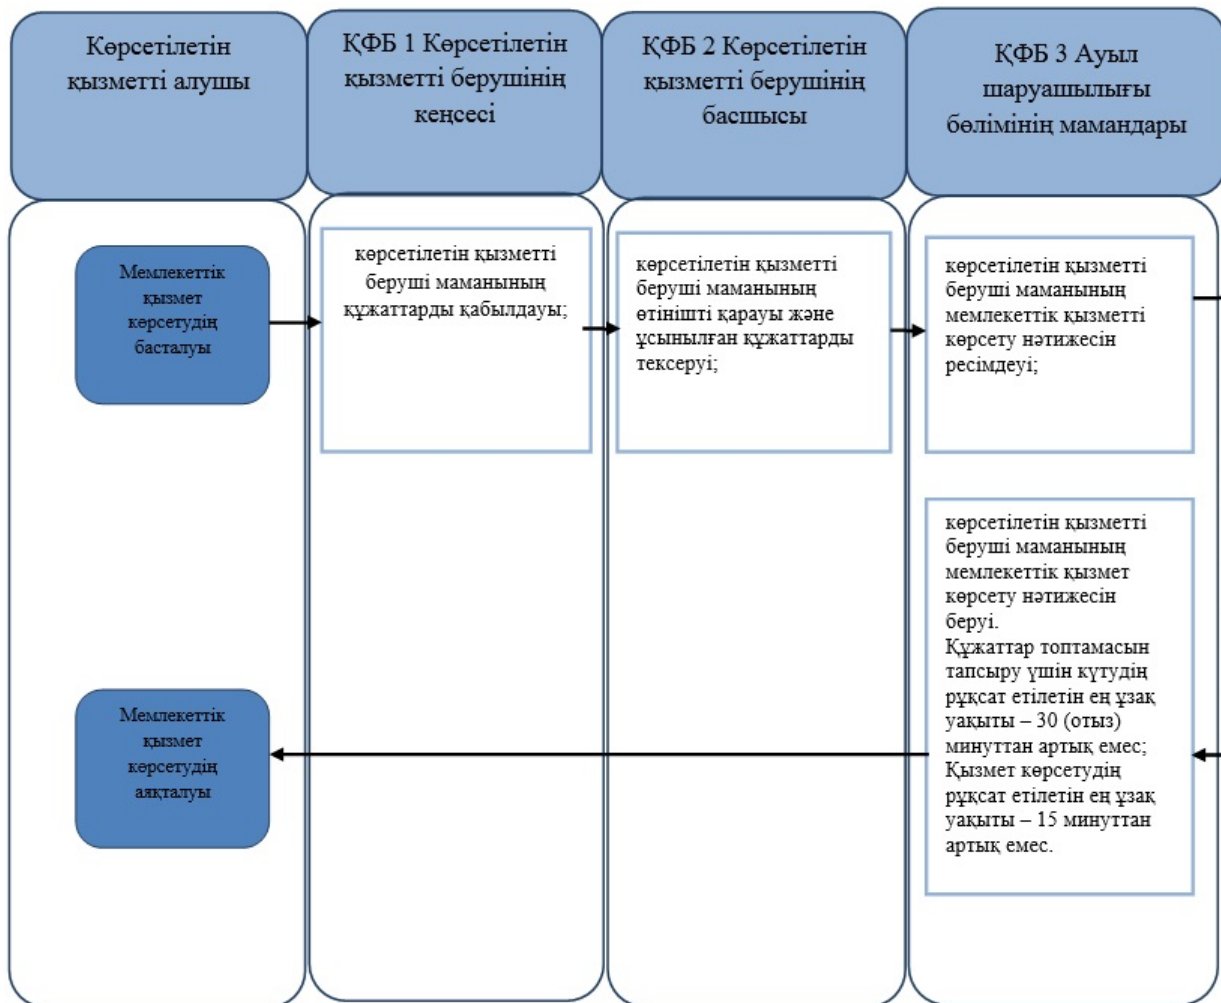 Көрсетілетін
қызметті алушы
ҚФБ 1 Көрсетілетін
қызметті берушінің
кеңсесі
ҚФБ 2 Көрсетілетін
қызметті берушінің
басшысы
ҚФБ 3 Ауыл
шаруашылығы
бөлімінің мамандары
Мемлекеттік
қызмет
көрсетудің
басталуы
көрсетілетін қызметті
беруші маманының
құжаттарды қабылдауы;
көрсетілетін қызметті
беруші маманының
өтінішті қарауы және
ұсынылған құжаттарды
тексеруі;
көрсетілетін қызметті
беруші маманының
мемлекеттік қызметті
көрсету нәтижесін
ресімдеуі;
көрсетілетін қызметті
беруші маманының
мемлекеттік қызмет
көрсету нәтижесін
беруі.
Құжаттар топтамасын
тапсыру үшін күтудің
рұқсат етілетін ең ұзақ
уақыты – 30 (отыз)
минуттан артық емес;
Қызмет көрсетудің
рұқсат етілетін ең ұзақ
уақыты – 15 минуттан
артық емес.
Мемлекеттік
қызмет
көрсетудің
аяқталуы